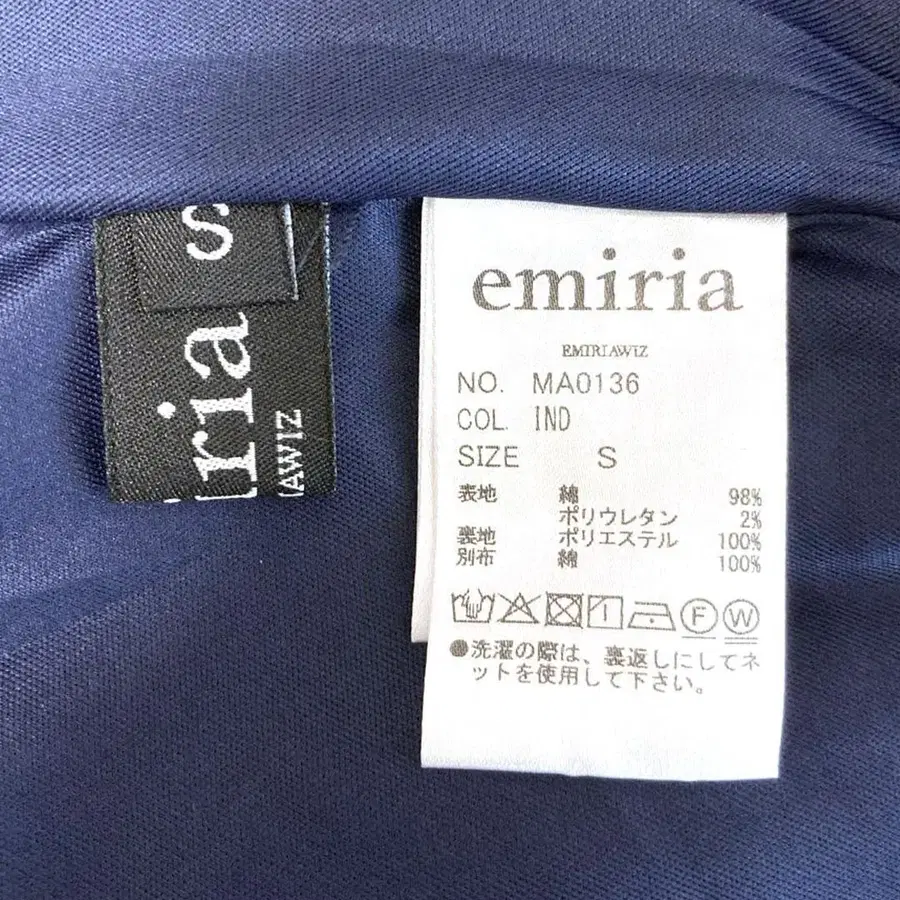 S
iria
IAWIZ
emiria
EMIRIAWIZ
NO. MA0136
COL. IND
SIZE S
表地 綿 98%
ポリウレタン 2%
裏地 ポリエステル 100%
別布 綿 100%
F W
●洗濯の際は、裏返しにしてネ
ットを使用して下さい。